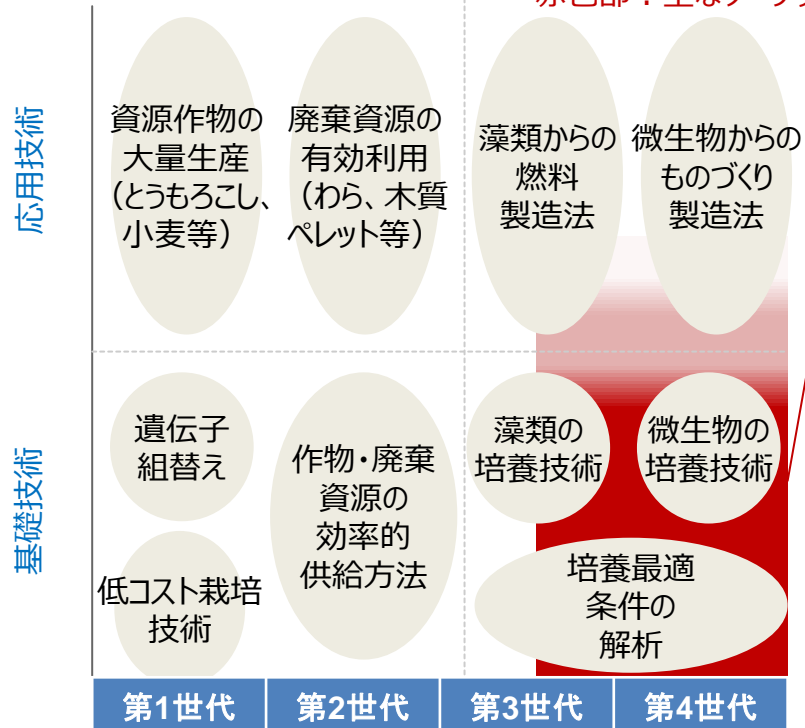 応用技術
資源作物の
大量生産
（とうもろこし、
小麦等）
廃棄資源の
有効利用
（わら、木質
ペレット等）
藻類からの
燃料
製造法
微生物からの
ものづくり
製造法
基礎技術
遺伝子
組替え
低コスト栽培
技術
作物・廃棄
資源の
効率的
供給方法
藻類の
培養技術
微生物の
培養技術
培養最適
条件の
解析
第1世代
第2世代
第3世代
第4世代